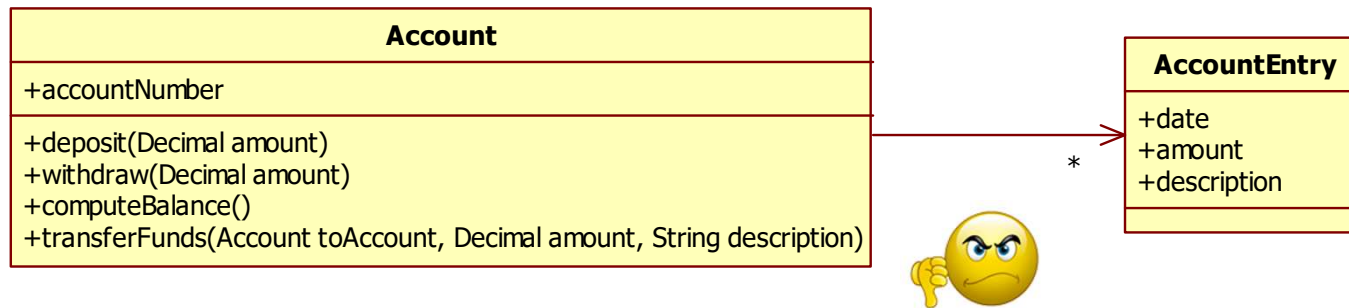 Account
+accountNumber
+deposit(Decimal amount)
+withdraw(Decimal amount)
+computeBalance()
+transferFunds(Account toAccount, Decimal amount, String description)
*
AccountEntry
+date
+amount
+description